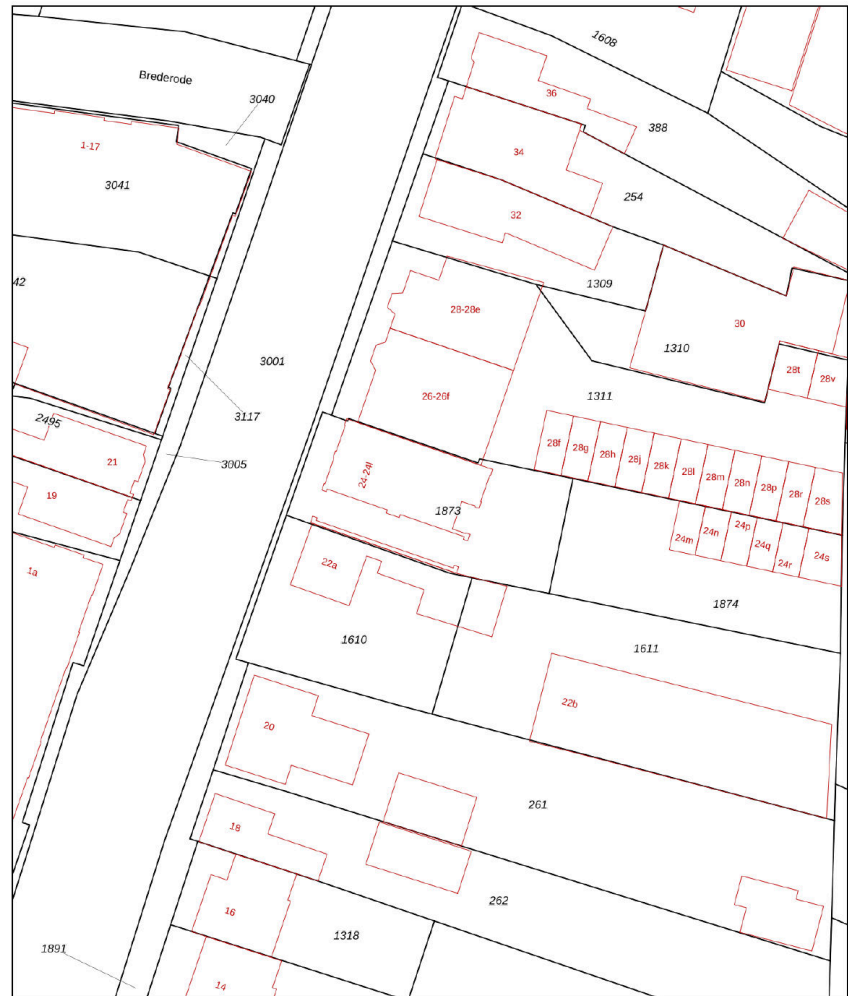 1608
Brederode
3040
36
388
1-17
34
3041
254
32
42
1309
28-28e
30
1310
3001
28t
28v
26-26f
1311
3117
2495
21
3005
28f
28g
28h
28j
28k
28l
28m
28n
28p
28r
28s
24-24l
19
1873
24m
24n
24p
24q
24r
24s
22a
1a
1874
1610
1611
22b
20
261
18
262
16
1318
1891
14